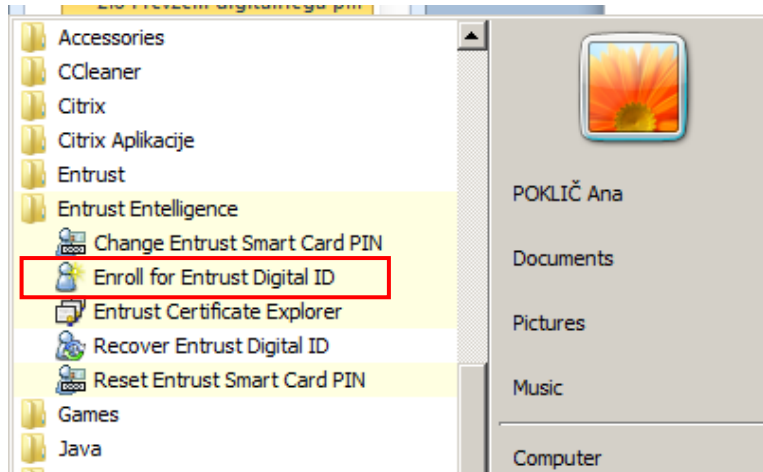 Accessories
CCleaner
Citrix
Citrix Aplikacije
Entrust
Entrust Entelligence
Change Entrust Smart Card PIN
Enroll for Entrust Digital ID
Entrust Certificate Explorer
Recover Entrust Digital ID
Reset Entrust Smart Card PIN
Games
Java
POKLIČ Ana
Documents
Pictures
Music
Computer